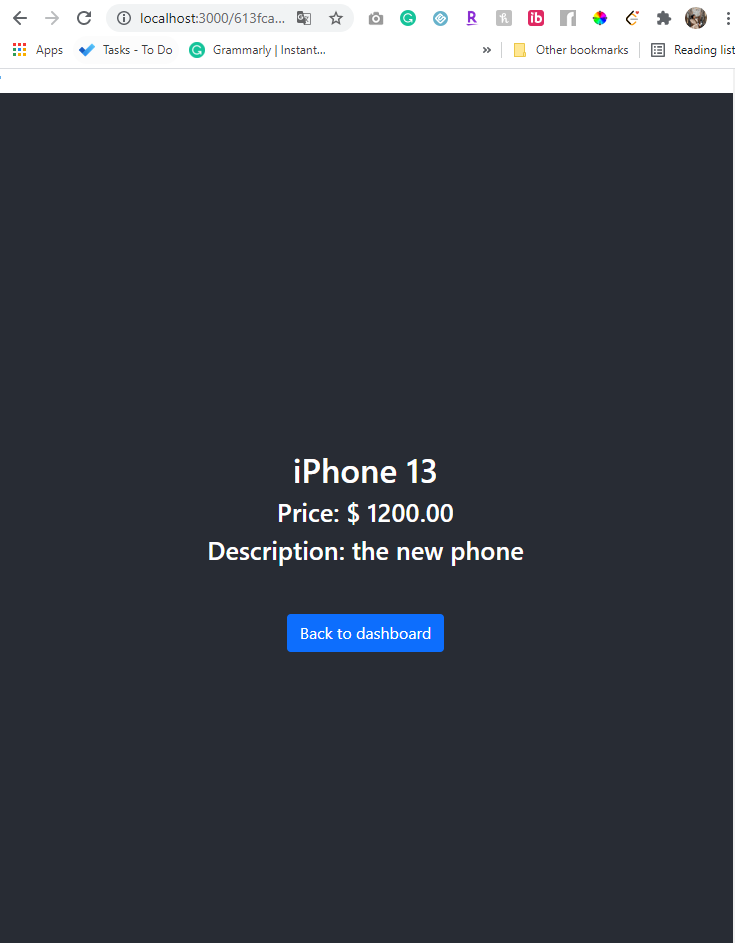 localhost:3000/613fca...
Apps
Tasks - To Do
Grammarly | Instant...
»
Other bookmarks
Reading list
iPhone 13
Price: $ 1200.00
Description: the new phone
Back to dashboard